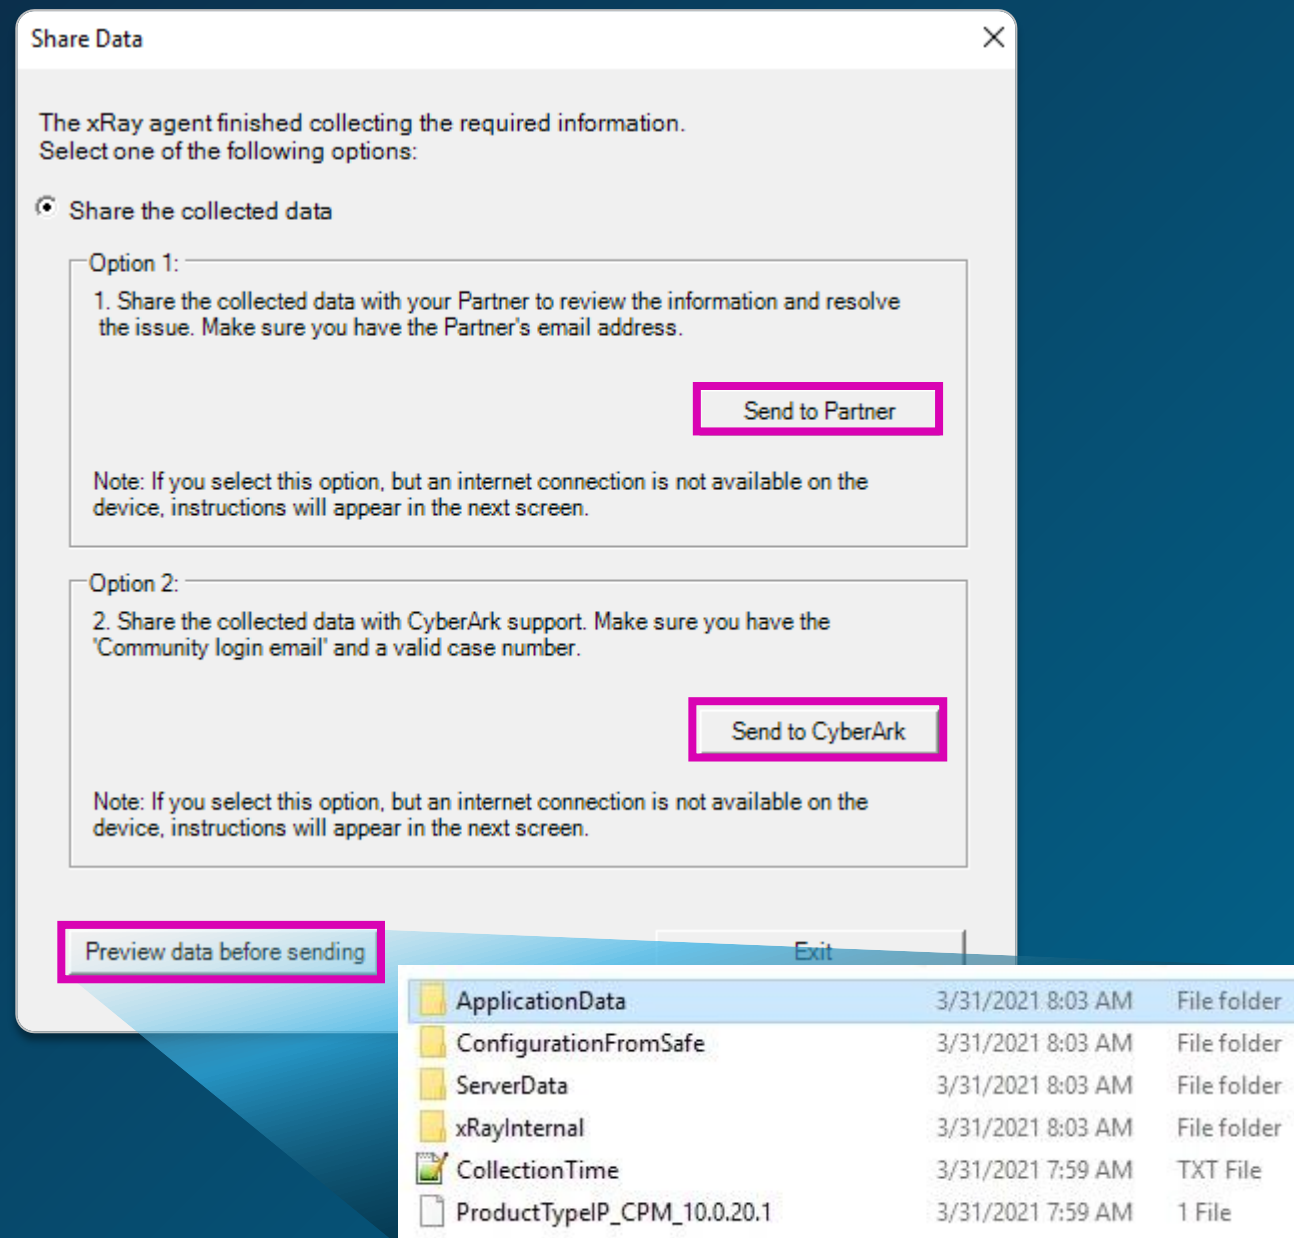 Share Data
The xRay agent finished collecting the required information.
Select one of the following options:
Share the collected data
Option 1:
1. Share the collected data with your Partner to review the information and resolve
the issue. Make sure you have the Partner's email address.
Send to Partner
Note: If you select this option, but an internet connection is not available on the
device, instructions will appear in the next screen.
Option 2:
2. Share the collected data with CyberArk support. Make sure you have the
'Community login email' and a valid case number.
Send to CyberArk
Note: If you select this option, but an internet connection is not available on the
device, instructions will appear in the next screen.
Preview data before sending Exit
ApplicationData 3/31/2021 8:03 AM File folder
ConfigurationFromSafe 3/31/2021 8:03 AM File folder
ServerData 3/31/2021 8:03 AM File folder
xRayInternal 3/31/2021 8:03 AM File folder
CollectionTime 3/31/2021 7:59 AM TXT File
ProductTypeIP_CPM_10.0.20.1 3/31/2021 7:59 AM 1 File